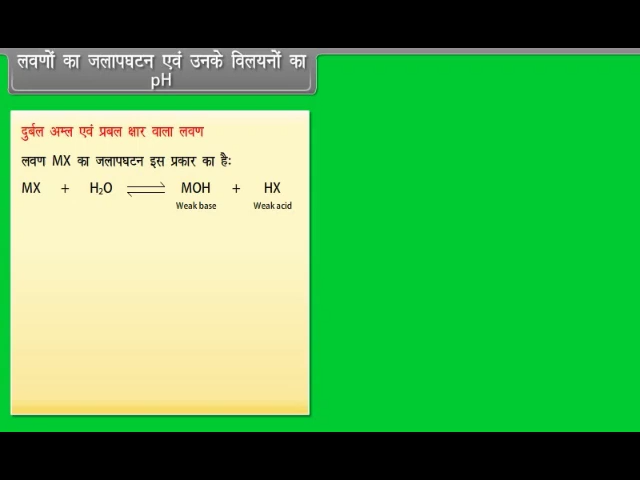 लवणों का जलापघटन एवं उनके विलयनों का
pH
दुर्बल अम्ल एवं प्रबल क्षार वाला लवण
लवण MX का जलापघटन इस प्रकार का हैः
MX + H₂O ⇌ MOH + HX
Weak base Weak acid